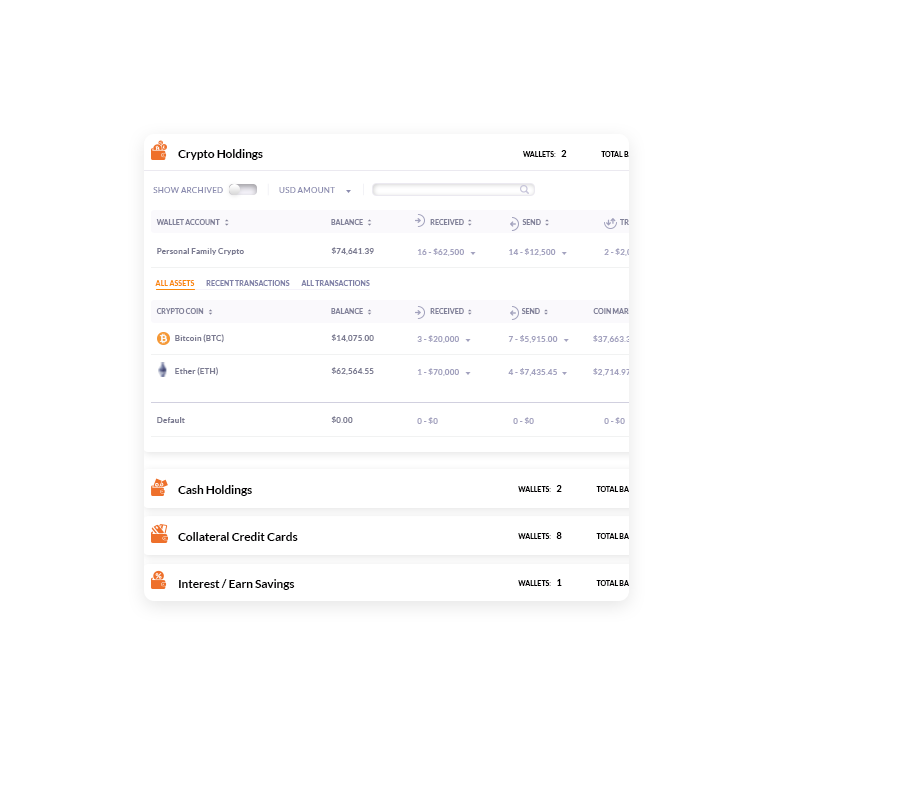 Crypto Holdings WALLETS: 2 TOTAL B
SHOW ARCHIVED USD AMOUNT
WALLET ACCOUNT BALANCE RECEIVED SEND TR
Personal Family Crypto $74,641.39 16 - $62,500 14 - $12,500 2 - $2,0
ALL ASSETS RECENT TRANSACTIONS ALL TRANSACTIONS
CRYPTO COIN BALANCE RECEIVED SEND COIN MAR
Bitcoin (BTC) $14,075.00 3 - $20,000 7 - $5,915.00 $37,663.3
Ether (ETH) $62,564.55 1 - $70,000 4 - $7,435.45 $2,714.97
Default $0.00 0 - $0 0 - $0 0 - $0
Cash Holdings WALLETS: 2 TOTAL BA
Collateral Credit Cards WALLETS: 8 TOTAL BA
Interest / Earn Savings WALLETS: 1 TOTAL BA